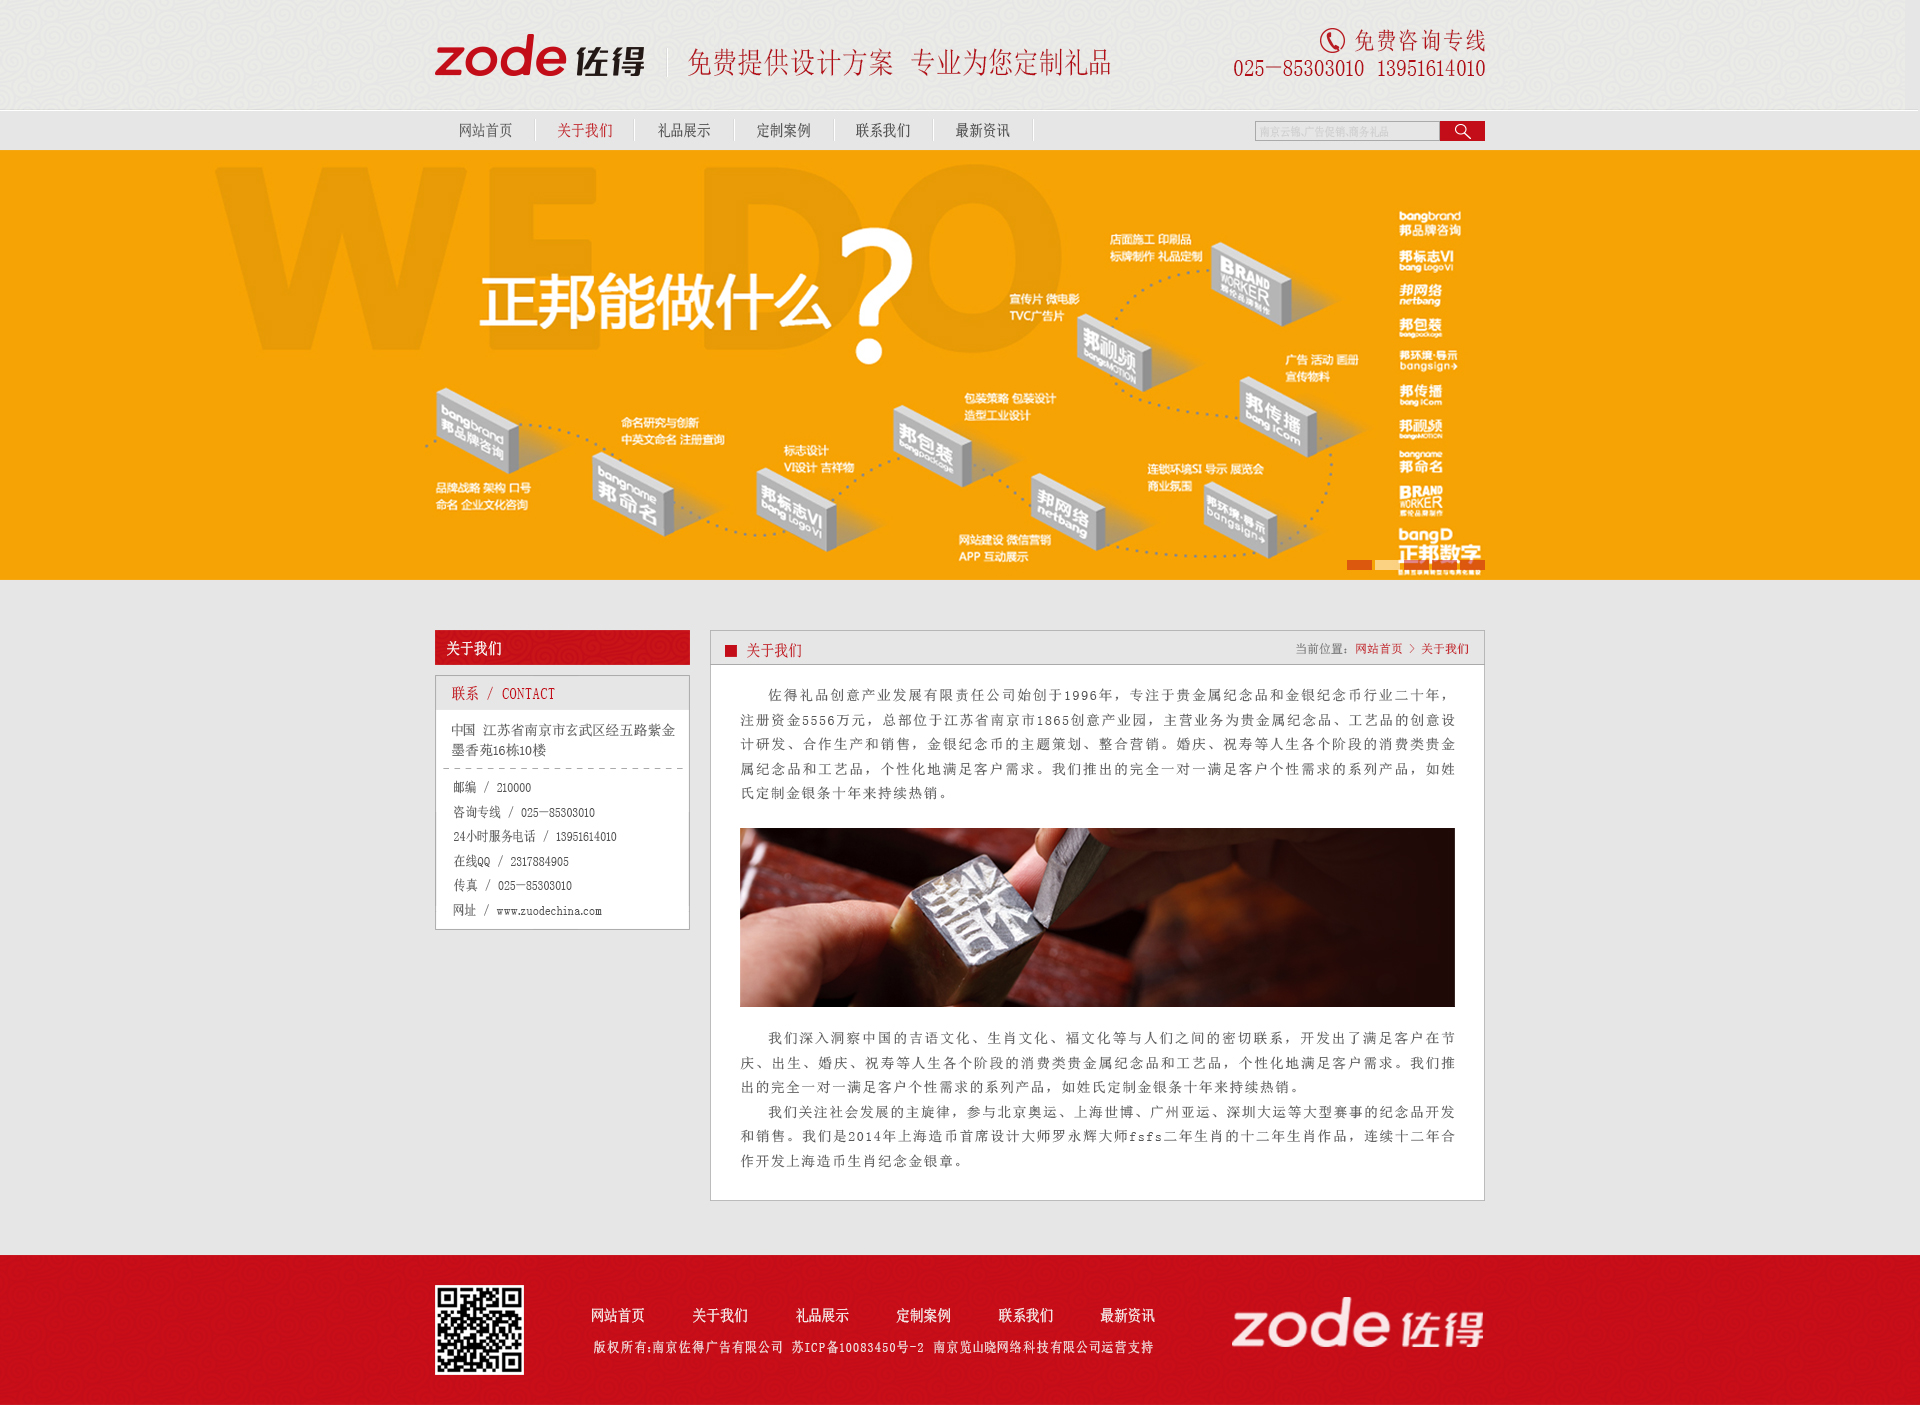 zode 佐得
免费提供设计方案 专业为您定制礼品
免费咨询专线
025-85303010 13951614010
网站首页 关于我们 礼品展示 定制案例 联系我们 最新资讯
南京云锦,广告促销,商务礼品
WE DO
正邦能做什么?
店面施工 印刷品
标牌制作 礼品定制
BRAND
WORKER
宣传片 微电影
TVC广告片
邦视频
bangMOTION
广告 活动 画册
宣传物料
邦传播
bang iCom
包装策略 包装设计
造型工业设计
邦包装
bangpackage
命名研究与创新
中英文命名 注册查询
bangbrand
邦品牌咨询
bangname
邦命名
标志设计
VI设计 吉祥物
邦标志VI
bang LogoVI
品牌战略 架构 口号
命名 企业文化咨询
连锁环境SI 导示 展览会
商业氛围
邦网络
netbang
邦环境·导示
bangsign
网站建设 微信营销
APP 互动展示
bangbrand
邦品牌咨询
邦标志VI
bang LogoVI
邦网络
netbang
邦包装
bangpackage
邦环境·导示
bangsign
邦传播
bang iCom
邦视频
bangMOTION
bangname
邦命名
BRAND
WORKER
bangD
正邦数字
关于我们
联系 / CONTACT
中国 江苏省南京市玄武区经五路紫金
墨香苑16栋10楼
邮编 / 210000
咨询专线 / 025-85303010
24小时服务电话 / 13951614010
在线QQ / 2317884905
传真 / 025-85303010
网址 / www.zuodechina.com
关于我们
当前位置：网站首页 > 关于我们
佐得礼品创意产业发展有限责任公司始创于1996年，专注于贵金属纪念品和金银纪念币行业二十年，
注册资金5556万元，总部位于江苏省南京市1865创意产业园，主营业务为贵金属纪念品、工艺品的创意设
计研发、合作生产和销售，金银纪念币的主题策划、整合营销。婚庆、祝寿等人生各个阶段的消费类贵金
属纪念品和工艺品，个性化地满足客户需求。我们推出的完全一对一满足客户个性需求的系列产品，如姓
氏定制金银条十年来持续热销。
我们深入洞察中国的吉语文化、生肖文化、福文化等与人们之间的密切联系，开发出了满足客户在节
庆、出生、婚庆、祝寿等人生各个阶段的消费类贵金属纪念品和工艺品，个性化地满足客户需求。我们推
出的完全一对一满足客户个性需求的系列产品，如姓氏定制金银条十年来持续热销。
我们关注社会发展的主旋律，参与北京奥运、上海世博、广州亚运、深圳大运等大型赛事的纪念品开发
和销售。我们是2014年上海造币首席设计大师罗永辉大师fsfs二年生肖的十二年生肖作品，连续十二年合
作开发上海造币生肖纪念金银章。
网站首页 关于我们 礼品展示 定制案例 联系我们 最新资讯
版权所有:南京佐得广告有限公司 苏ICP备10083450号-2 南京览山晓网络科技有限公司运营支持
zode 佐得